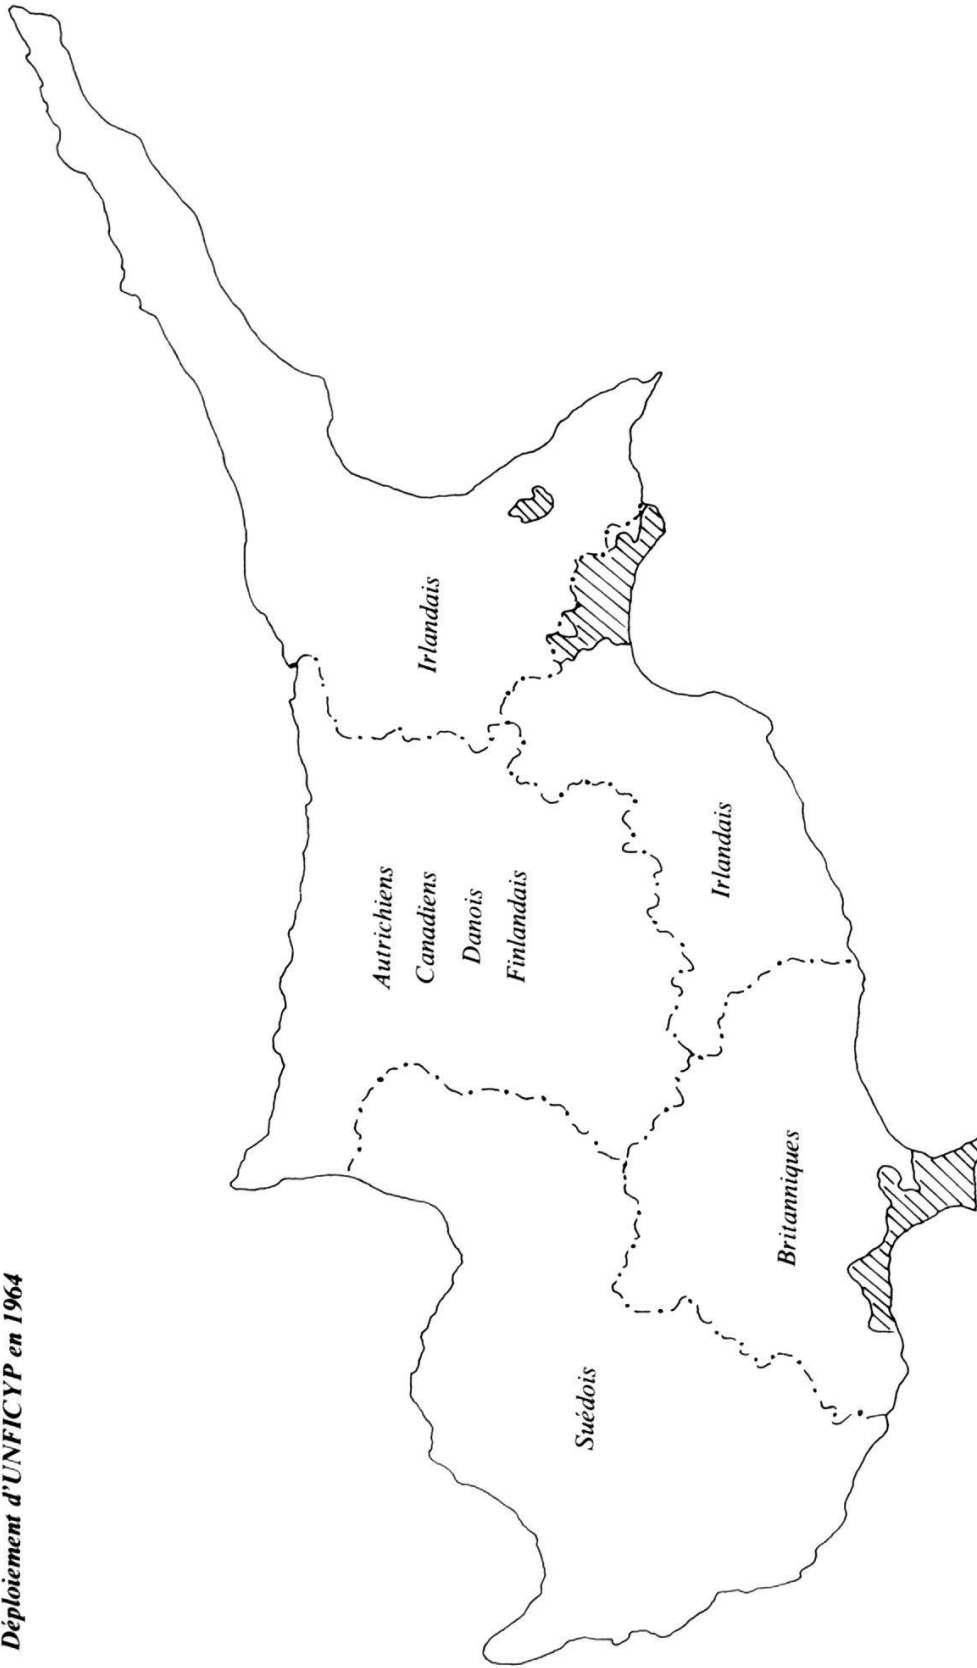 Déploiement d'UNFICYP en 1964
Suédois
Britanniques
Autrichiens
Canadiens
Danois
Finlandais
Irlandais
Irlandais